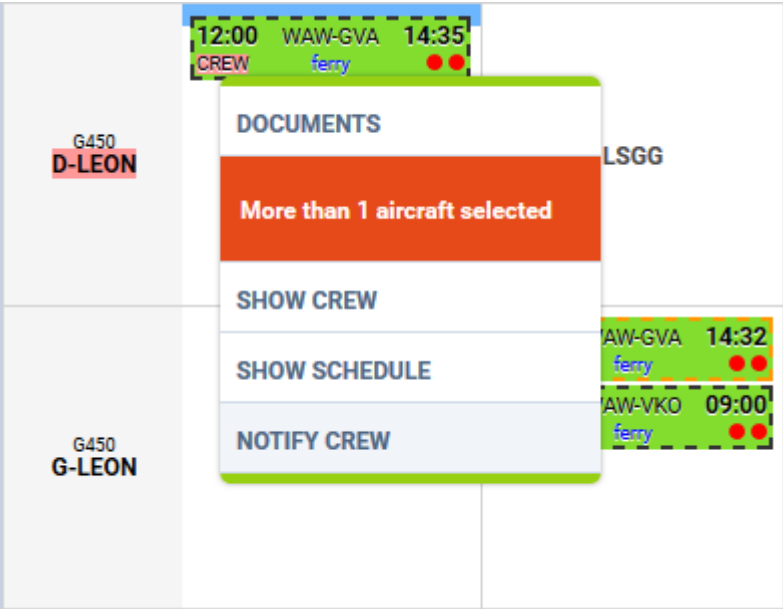 12:00 WAW-GVA 14:35
CREW ferry
G450
D-LEON
DOCUMENTS
More than 1 aircraft selected
LSGG
SHOW CREW
SHOW SCHEDULE
NOTIFY CREW
G450
G-LEON
AW-GVA 14:32
ferry
AW-VKO 09:00
ferry